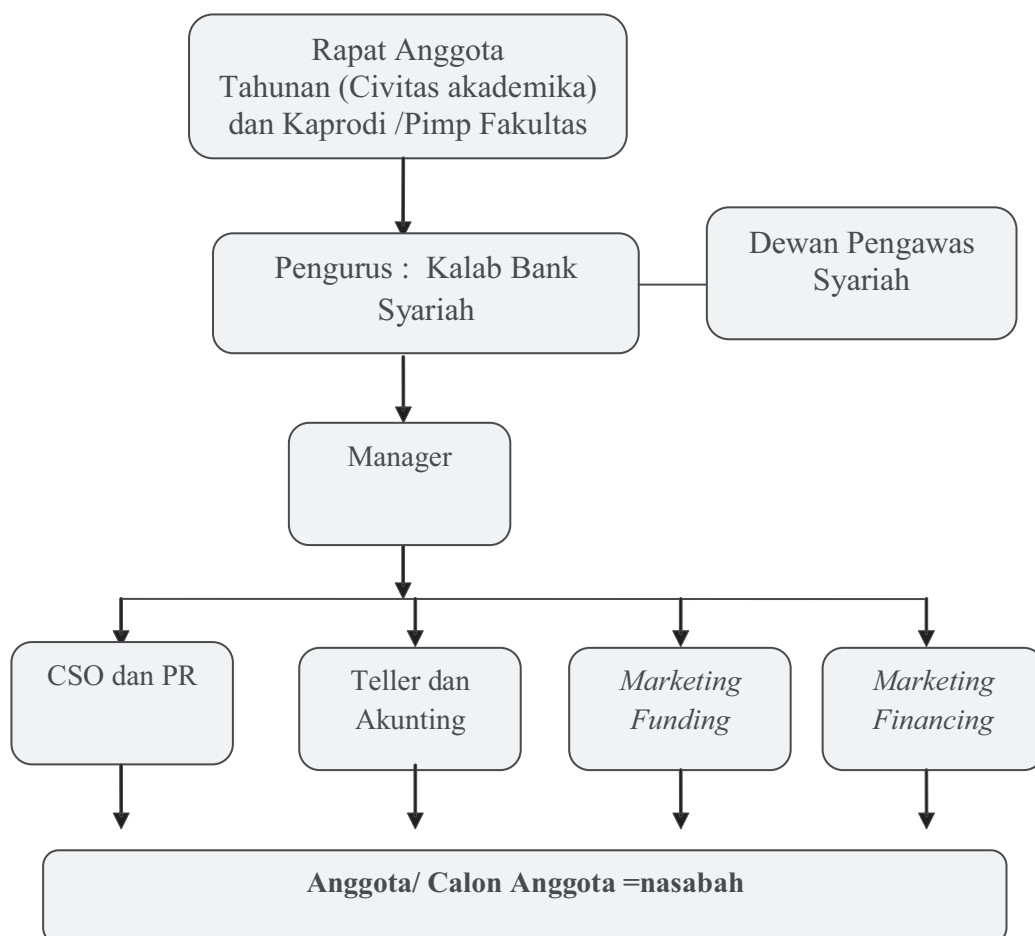 Rapat Anggota
Tahunan (Civitas akademika)
dan Kaprodi /Pimp Fakultas
Pengurus : Kalab Bank
Syariah
Dewan Pengawas
Syariah
Manager
CSO dan PR
Teller dan
Akunting
Marketing
Funding
Marketing
Financing
Anggota/ Calon Anggota =nasabah